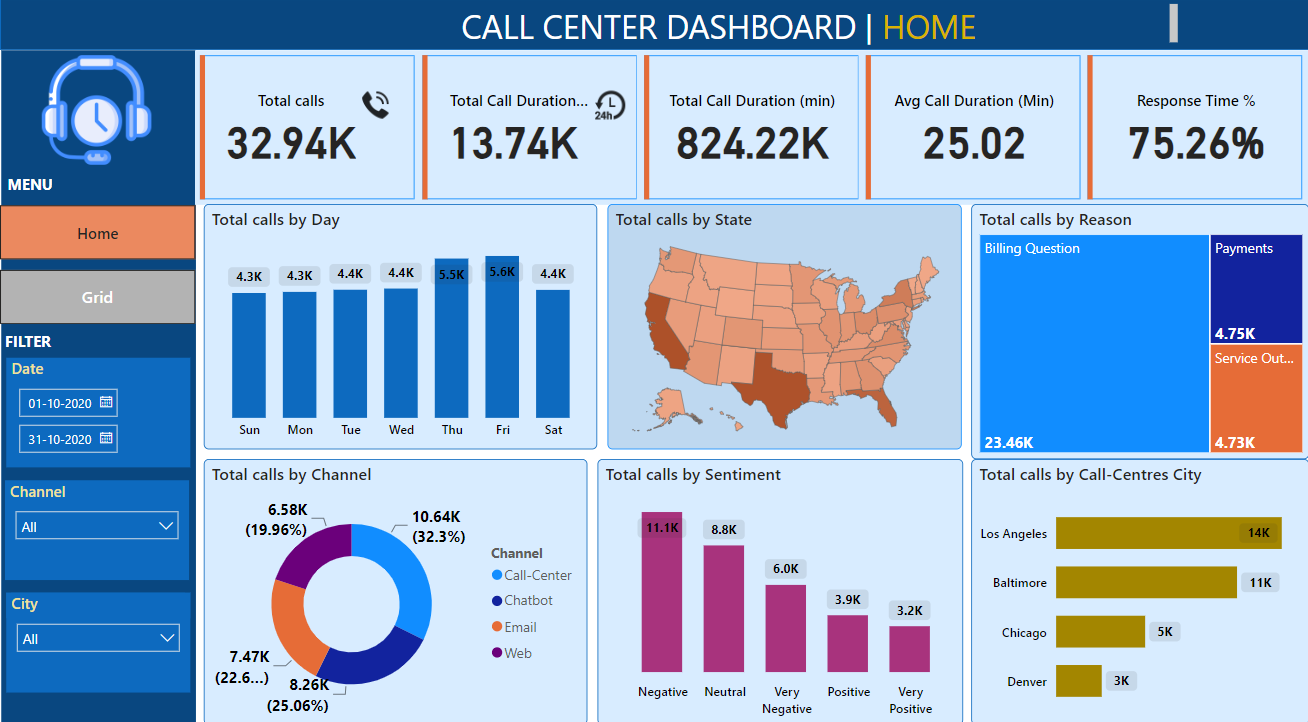 CALL CENTER DASHBOARD | HOME
MENU
Home
Grid
FILTER
Date
01-10-2020
31-10-2020
Channel
All
City
All
Total calls
32.94K
Total Call Duration...
24h
13.74K
Total Call Duration (min)
824.22K
Avg Call Duration (Min)
25.02
Response Time %
75.26%
Total calls by Day
4.3K 4.3K 4.4K 4.4K 5.5K 5.6K 4.4K
Sun Mon Tue Wed Thu Fri Sat
Total calls by State
Total calls by Reason
Billing Question
23.46K
Payments
4.75K
Service Out...
4.73K
Total calls by Channel
6.58K
(19.96%)
10.64K
(32.3%)
7.47K
(22.6...)
8.26K
(25.06%)
Channel
Call-Center
Chatbot
Email
Web
Total calls by Sentiment
11.1K 8.8K 6.0K 3.9K 3.2K
Negative Neutral Very Negative Positive Very Positive
Total calls by Call-Centres City
Los Angeles 14K
Baltimore 11K
Chicago 5K
Denver 3K